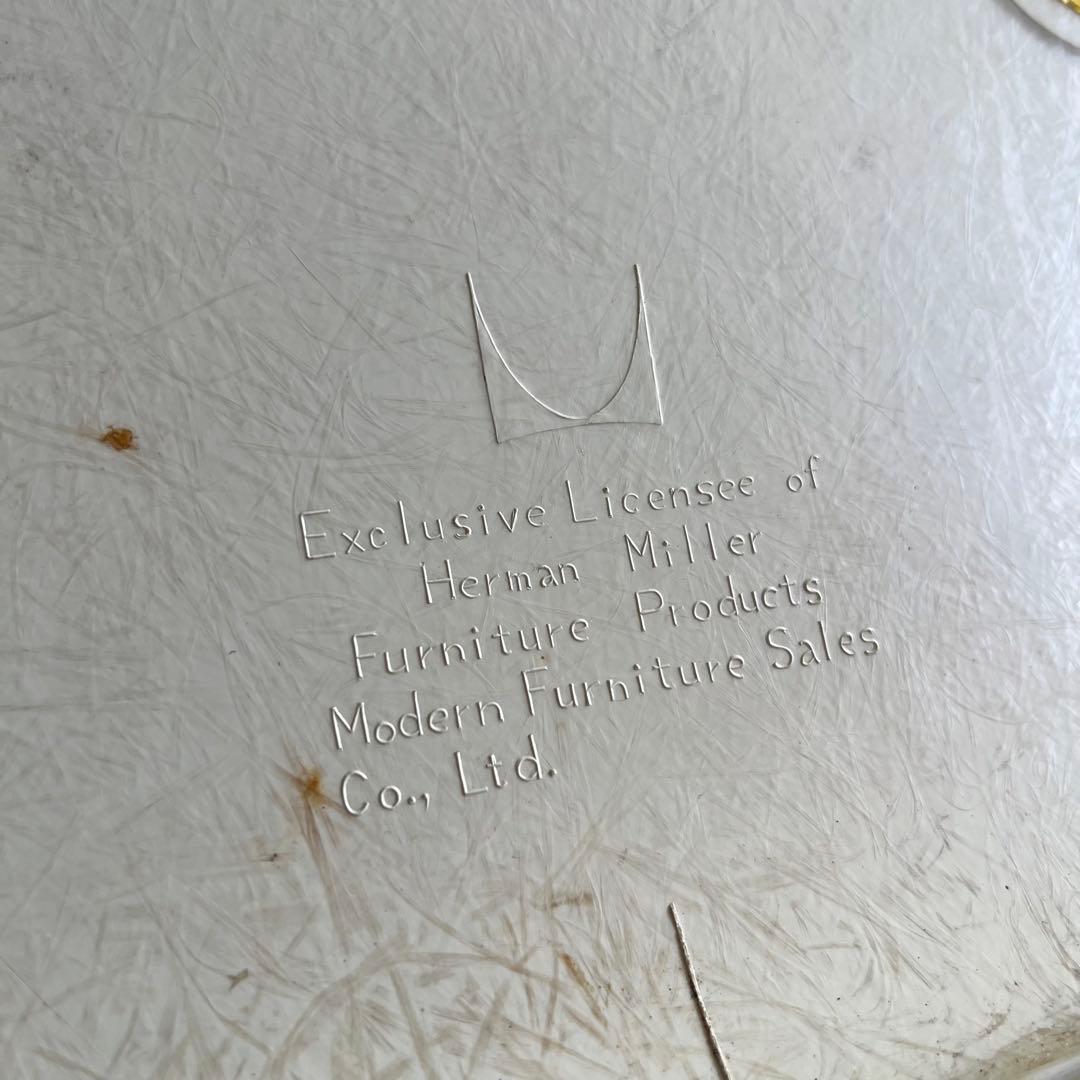 Exclusive Licensee of
Herman Miller
Furniture Products
Modern Furniture Sales
Co., Ltd.